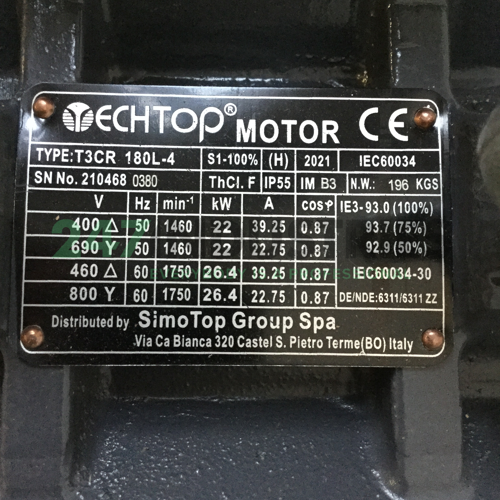 TECHTOP® MOTOR CE
TYPE:T3CR 180L-4 S1-100% (H) 2021 IEC60034
SN No. 210468 0380 ThCl. F IP55 IM B3 N.W.: 196 KGS
V Hz min⁻¹ kW A cosφ IE3-93.0 (100%)
400 Δ 50 1460 22 39.25 0.87 93.7 (75%)
690 Y 50 1460 22 22.75 0.87 92.9 (50%)
460 Δ 60 1750 26.4 39.25 0.87 IEC60034-30
800 Y 60 1750 26.4 22.75 0.87 DE/NDE:6311/6311 ZZ
Distributed by SimoTop Group Spa
Via Ca Bianca 320 Castel S. Pietro Terme(BO) Italy